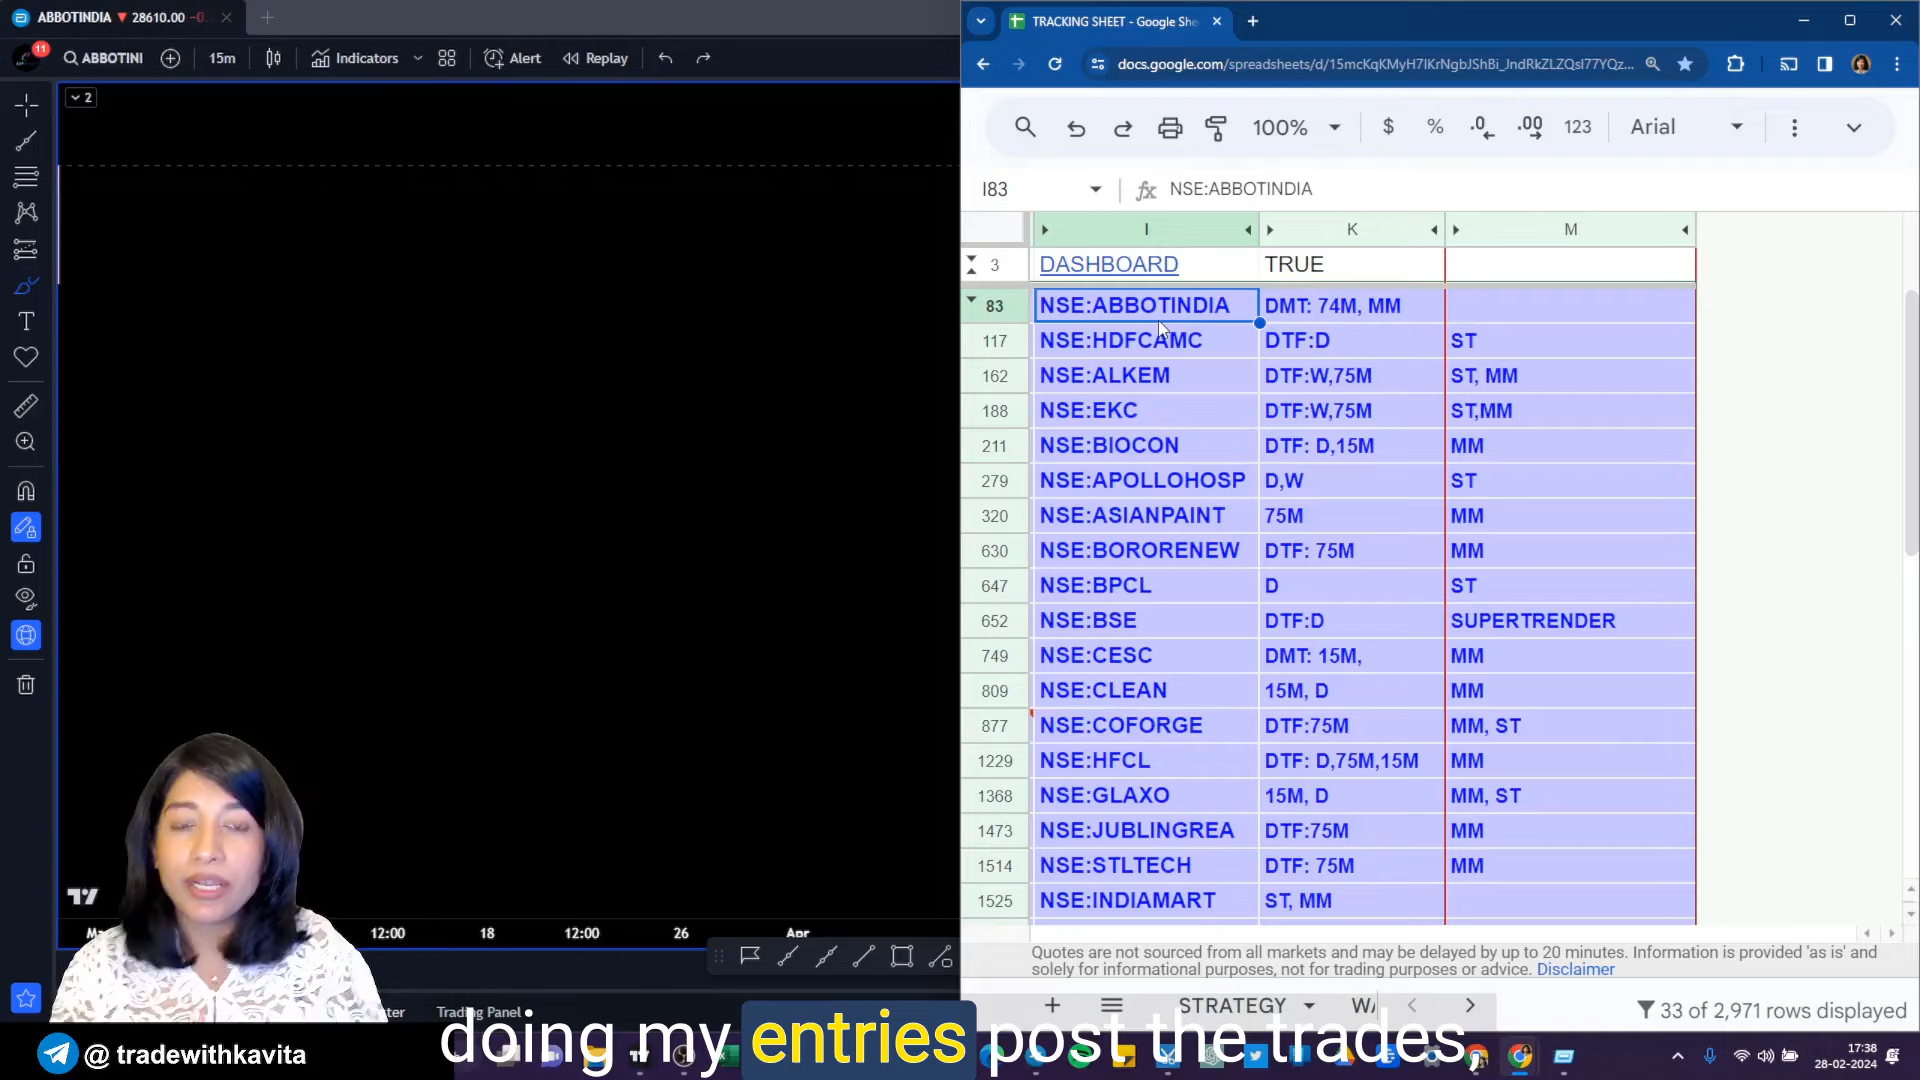 ABBOTINDIA ▼ 28610.00 -0.
11
ABBOTINI
15m
Indicators
Alert
Replay
2
12:00
18
12:00
26
Apr
Trading Panel
TRACKING SHEET - Google She
docs.google.com/spreadsheets/d/15mcKqKMyH7IKrNgbJShBi_JndRkZLZQsI77YQz...
100%
$
%
.0
.00
123
Arial
I83
fx
NSE:ABBOTINDIA
I
K
M
3 DASHBOARD TRUE
83 NSE:ABBOTINDIA DMT: 74M, MM
117 NSE:HDFCAMC DTF:D ST
162 NSE:ALKEM DTF:W,75M ST, MM
188 NSE:EKC DTF:W,75M ST,MM
211 NSE:BIOCON DTF: D,15M MM
279 NSE:APOLLOHOSP D,W ST
320 NSE:ASIANPAINT 75M MM
630 NSE:BORORENEW DTF: 75M MM
647 NSE:BPCL D ST
652 NSE:BSE DTF:D SUPERTRENDER
749 NSE:CESC DMT: 15M, MM
809 NSE:CLEAN 15M, D MM
877 NSE:COFORGE DTF:75M MM, ST
1229 NSE:HFCL DTF: D,75M,15M MM
1368 NSE:GLAXO 15M, D MM, ST
1473 NSE:JUBLINGREA DTF:75M MM
1514 NSE:STLTECH DTF: 75M MM
1525 NSE:INDIAMART ST, MM
Quotes are not sourced from all markets and may be delayed by up to 20 minutes. Information is provided 'as is' and
solely for informational purposes, not for trading purposes or advice. Disclaimer
STRATEGY
33 of 2,971 rows displayed
doing my entries post the trades,
@ tradewithkavita
17:38
28-02-2024